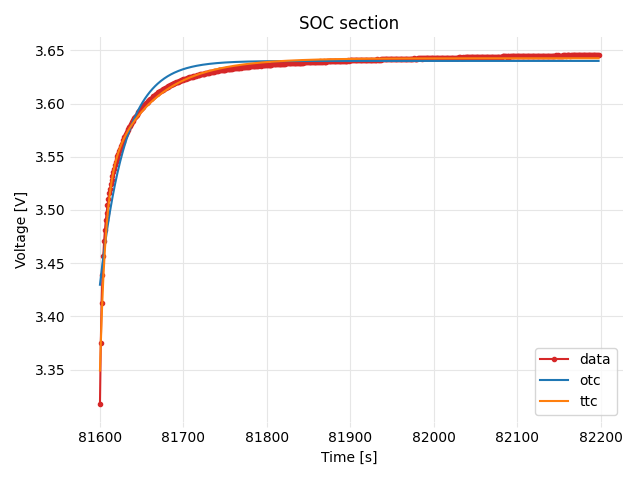 SOC section
3.65
3.60
3.55
3.50
3.45
3.40
3.35
Voltage [V]
81600
81700
81800
81900
82000
82100
82200
Time [s]
data
otc
ttc